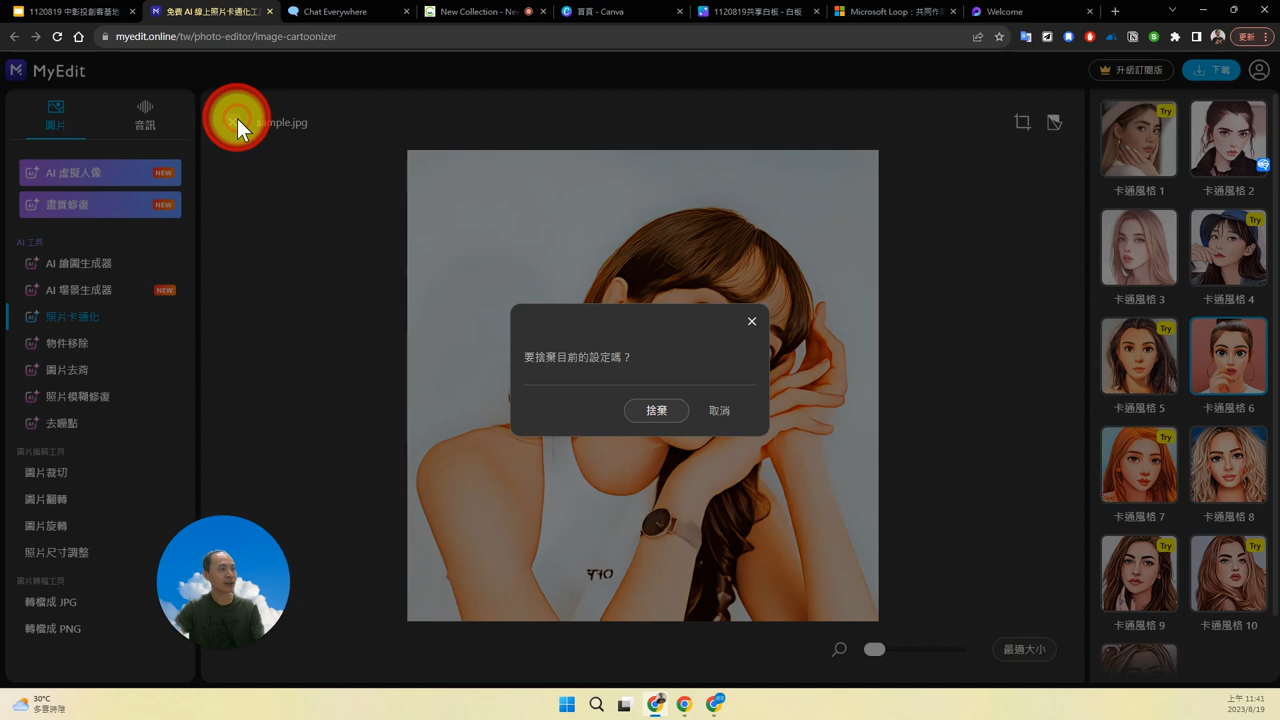 1120819 中彰投創客基地
免費 AI 線上照片卡通化工
Chat Everywhere
New Collection - Ne
首頁 - Canva
1120819共享白板 - 白板
Microsoft Loop：共同作
Welcome
myedit.online/tw/photo-editor/image-cartoonizer
更新
MyEdit
升級訂閱版
下載
圖片
音訊
sample.jpg
AI 虛擬人像
NEW
畫質修復
NEW
AI 工具
AI 繪圖生成器
AI 場景生成器
NEW
照片卡通化
物件移除
圖片去背
照片模糊修復
去噪點
圖片編輯工具
圖片裁切
圖片翻轉
圖片旋轉
照片尺寸調整
圖片轉檔工具
轉檔成 JPG
轉檔成 PNG
要捨棄目前的設定嗎？
捨棄
取消
最適大小
Try
卡通風格 1
卡通風格 2
卡通風格 3
Try
卡通風格 4
Try
卡通風格 5
卡通風格 6
Try
卡通風格 7
卡通風格 8
Try
卡通風格 9
Try
卡通風格 10
30°C
多雲時陰
上午 11:41
2023/8/19